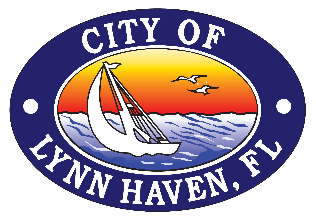 CITY OF
LYNN HAVEN, FL